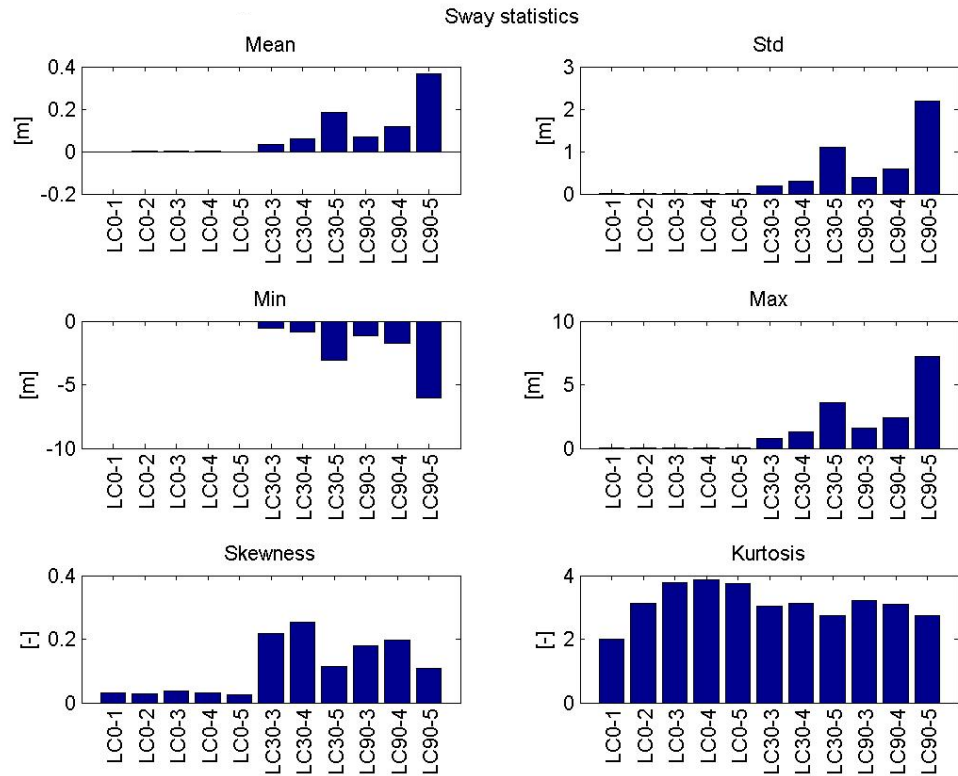 Sway statistics
Mean
Std
0.4
0.2
0
-0.2
[m]
LC0-1
LC0-2
LC0-3
LC0-4
LC0-5
LC30-3
LC30-4
LC30-5
LC90-3
LC90-4
LC90-5
3
2
1
0
[m]
LC0-1
LC0-2
LC0-3
LC0-4
LC0-5
LC30-3
LC30-4
LC30-5
LC90-3
LC90-4
LC90-5
Min
Max
0
-5
-10
[m]
LC0-1
LC0-2
LC0-3
LC0-4
LC0-5
LC30-3
LC30-4
LC30-5
LC90-3
LC90-4
LC90-5
10
5
0
[m]
LC0-1
LC0-2
LC0-3
LC0-4
LC0-5
LC30-3
LC30-4
LC30-5
LC90-3
LC90-4
LC90-5
Skewness
Kurtosis
0.4
0.2
0
[-]
LC0-1
LC0-2
LC0-3
LC0-4
LC0-5
LC30-3
LC30-4
LC30-5
LC90-3
LC90-4
LC90-5
4
2
0
[-]
LC0-1
LC0-2
LC0-3
LC0-4
LC0-5
LC30-3
LC30-4
LC30-5
LC90-3
LC90-4
LC90-5